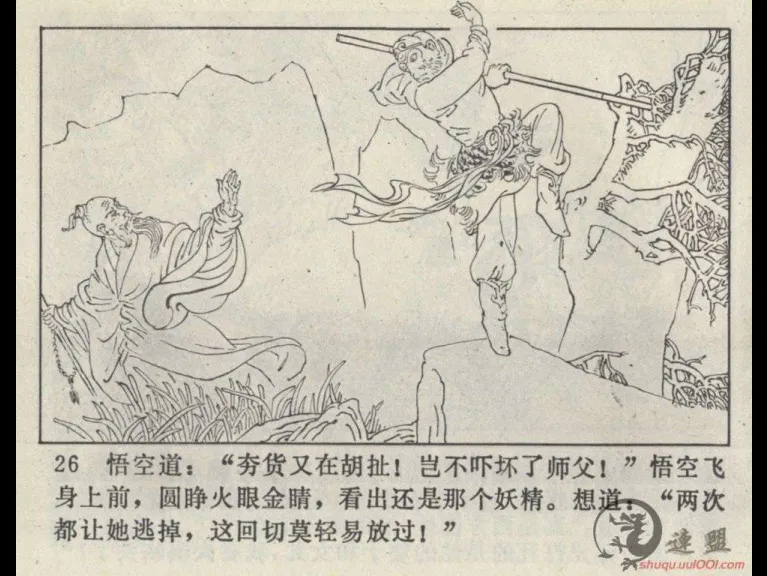 26 悟空道：“夯货又在胡扯！岂不吓坏了师父！”悟空飞
身上前，圆睁火眼金睛，看出还是那个妖精。想道：“两次
都让她逃掉，这回切莫轻易放过！”
連盟
shuqu.uul001.com